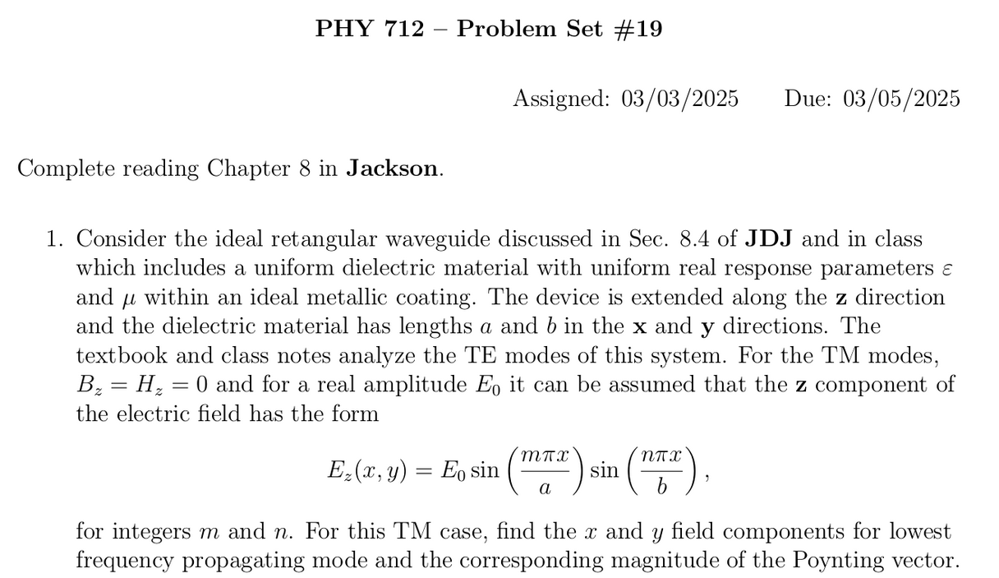 PHY 712 – Problem Set #19
Assigned: 03/03/2025 Due: 03/05/2025
Complete reading Chapter 8 in Jackson.
1. Consider the ideal retangular waveguide discussed in Sec. 8.4 of JDJ and in class
which includes a uniform dielectric material with uniform real response parameters ε
and μ within an ideal metallic coating. The device is extended along the z direction
and the dielectric material has lengths a and b in the x and y directions. The
textbook and class notes analyze the TE modes of this system. For the TM modes,
B_z = H_z = 0 and for a real amplitude E_0 it can be assumed that the z component of
the electric field has the form
E_z(x, y) = E_0 sin(mπx/a) sin(nπx/b),
for integers m and n. For this TM case, find the x and y field components for lowest
frequency propagating mode and the corresponding magnitude of the Poynting vector.